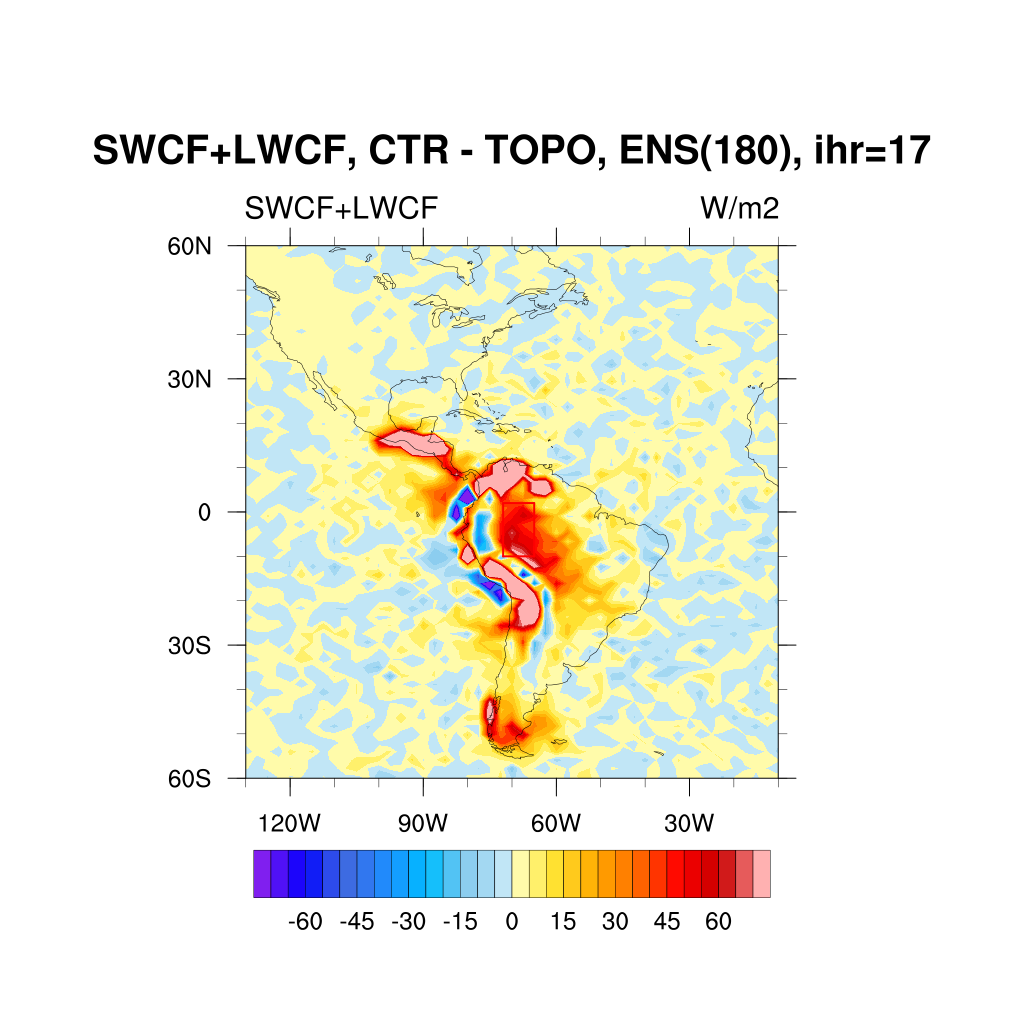 SWCF+LWCF, CTR - TOPO, ENS(180), ihr=17
SWCF+LWCF W/m2
60N
30N
0
30S
60S
120W 90W 60W 30W
-60 -45 -30 -15 0 15 30 45 60